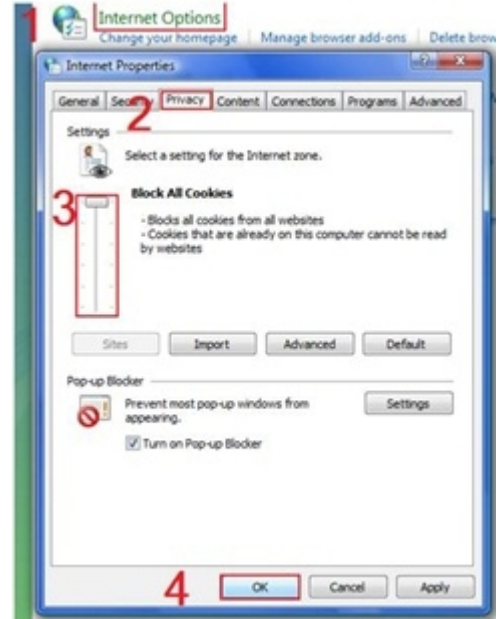 1
Internet Options
Change your homepage Manage browser add-ons Delete brow
Internet Properties
General Security Privacy Content Connections Programs Advanced
2
Settings
Select a setting for the Internet zone.
3
Block All Cookies
- Blocks all cookies from all websites
- Cookies that are already on this computer cannot be read
by websites
Sites Import Advanced Default
Pop-up Blocker
Prevent most pop-up windows from
appearing.
Settings
Turn on Pop-up Blocker
4
OK Cancel Apply